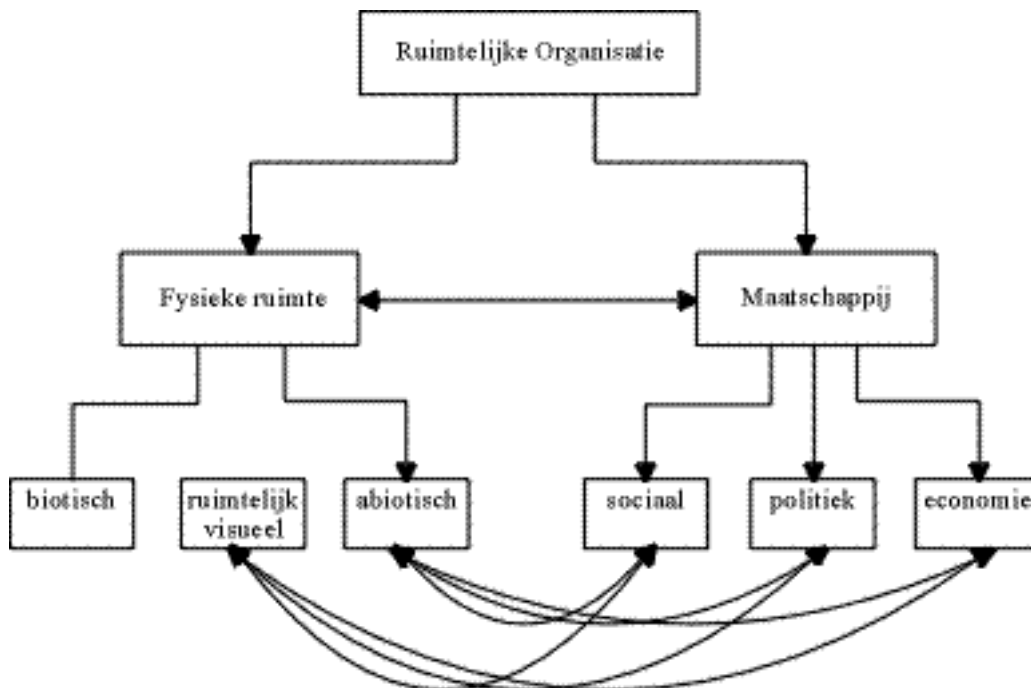 Ruimtelijke Organisatie
Fysieke ruimte
Maatschappij
biotisch
ruimtelijk
visueel
abiotisch
sociaal
politiek
economie